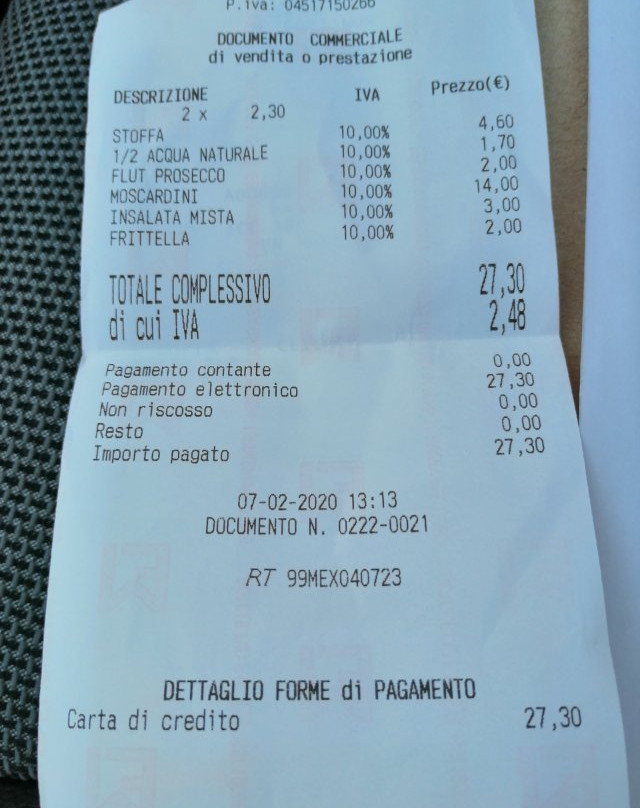 P.Iva: 04517150286
DOCUMENTO COMMERCIALE
di vendita o prestazione
DESCRIZIONE IVA Prezzo(€)
2 x 2,30
STOFFA 10,00% 4,60
1/2 ACQUA NATURALE 10,00% 1,70
FLUT PROSECCO 10,00% 2,00
MOSCARDINI 10,00% 14,00
INSALATA MISTA 10,00% 3,00
FRITTELLA 10,00% 2,00
TOTALE COMPLESSIVO 27,30
di cui IVA 2,48
Pagamento contante 0,00
Pagamento elettronico 27,30
Non riscosso 0,00
Resto 0,00
Importo pagato 27,30
07-02-2020 13:13
DOCUMENTO N. 0222-0021
RT 99MEX040723
DETTAGLIO FORME di PAGAMENTO
Carta di credito 27,30